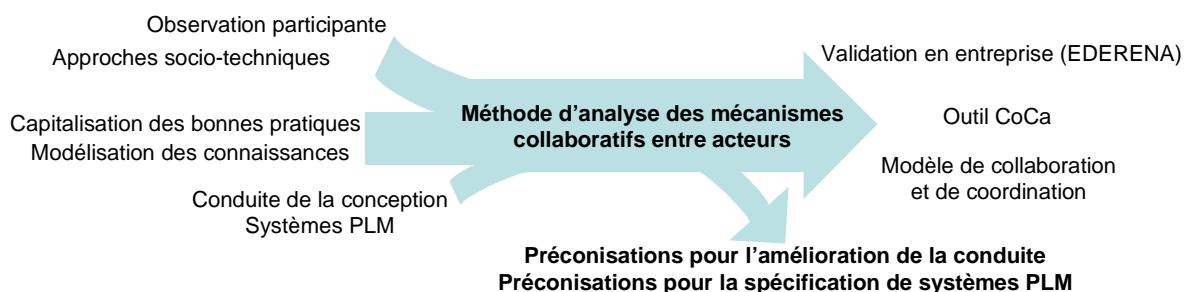 Observation participante
Approches socio-techniques
Capitalisation des bonnes pratiques
Modélisation des connaissances
Conduite de la conception
Systèmes PLM
Méthode d'analyse des mécanismes
collaboratifs entre acteurs
Validation en entreprise (EDERENA)
Outil CoCa
Modèle de collaboration
et de coordination
Préconisations pour l'amélioration de la conduite
Préconisations pour la spécification de systèmes PLM